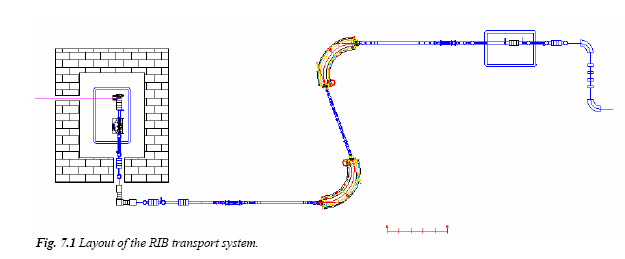 Fig. 7.1 Layout of the RIB transport system.